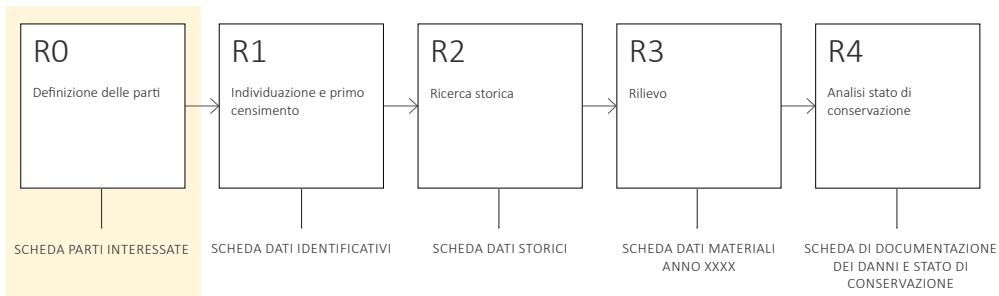 R0
Definizione delle parti
R1
Individuazione e primo
censimento
R2
Ricerca storica
R3
Rilievo
R4
Analisi stato di
conservazione
SCHEDA PARTI INTERESSATE
SCHEDA DATI IDENTIFICATIVI
SCHEDA DATI STORICI
SCHEDA DATI MATERIALI
ANNO XXXX
SCHEDA DI DOCUMENTAZIONE
DEI DANNI E STATO DI
CONSERVAZIONE